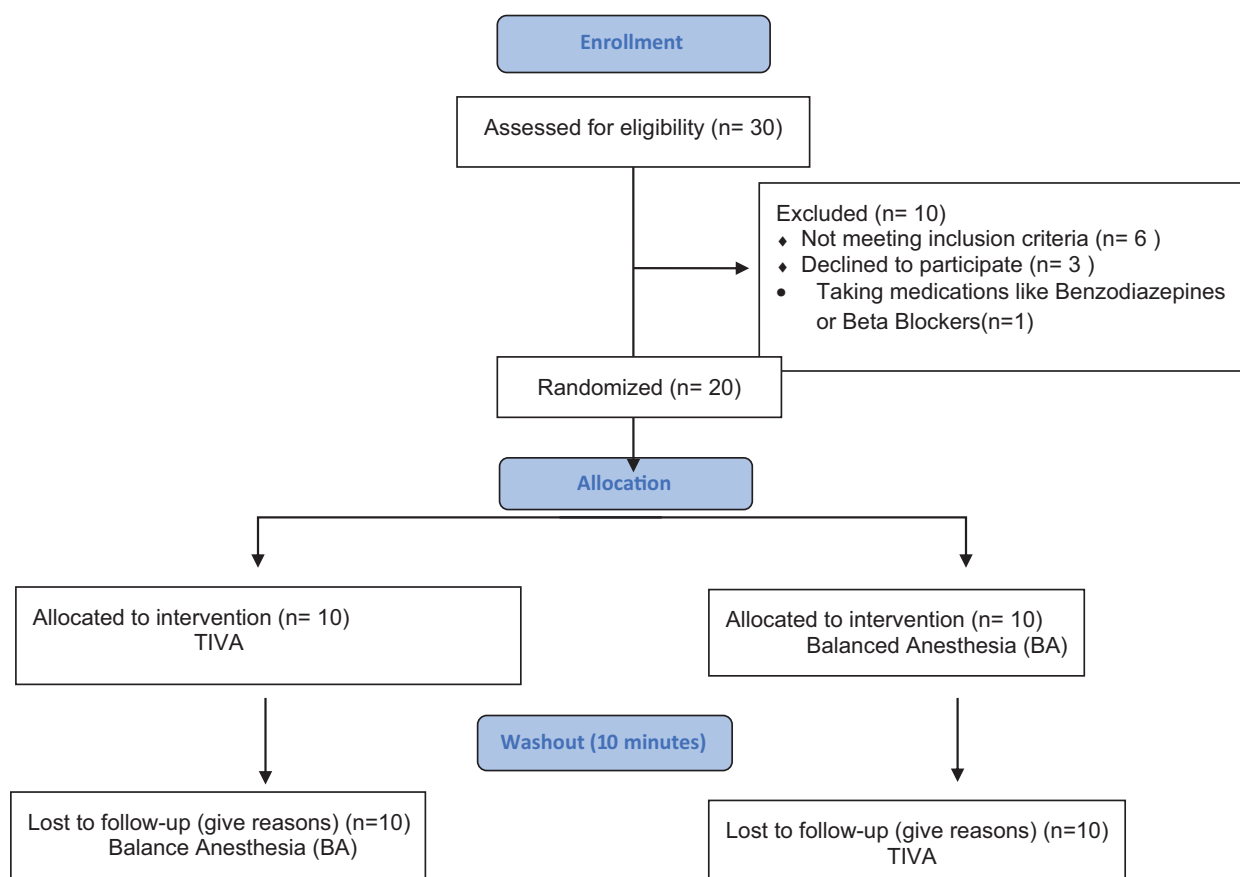 Enrollment
Assessed for eligibility (n= 30)
Excluded (n= 10)
♦ Not meeting inclusion criteria (n= 6 )
♦ Declined to participate (n= 3 )
• Taking medications like Benzodiazepines
or Beta Blockers(n=1)
Randomized (n= 20)
Allocation
Allocated to intervention (n= 10)
TIVA
Allocated to intervention (n= 10)
Balanced Anesthesia (BA)
Washout (10 minutes)
Lost to follow-up (give reasons) (n=10)
Balance Anesthesia (BA)
Lost to follow-up (give reasons) (n=10)
TIVA